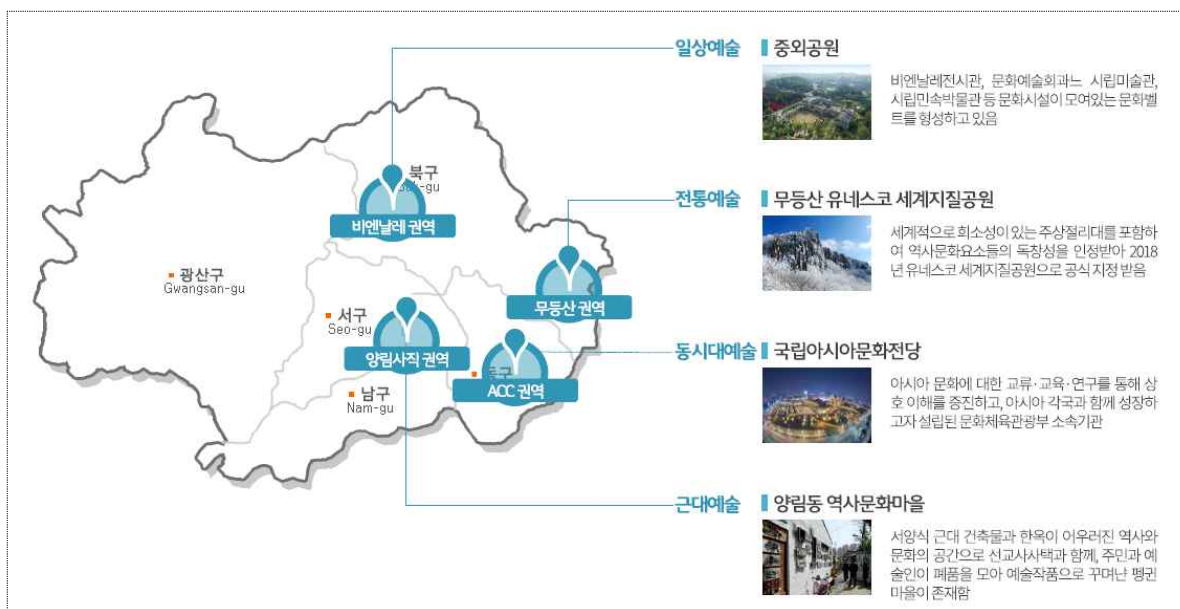 일상예술
중외공원
비엔날레전시관, 문화예술회과느 시립미술관,
시립민속박물관 등 문화시설이 모여있는 문화벨
트를 형성하고 있음
북구
비엔날레 권역
전통예술
무등산 유네스코 세계지질공원
세계적으로 희소성이 있는 주상절리대를 포함하
여 역사문화요소들의 독창성을 인정받아 2018
년 유네스코 세계지질공원으로 공식 지정 받음
광산구
Gwangsan-gu
무등산 권역
서구
Seo-gu
양림사직 권역
ACC 권역
남구
Nam-gu
동시대예술
국립아시아문화전당
아시아 문화에 대한 교류·교육·연구를 통해 상
호 이해를 증진하고, 아시아 각국과 함께 성장하
고자 설립된 문화체육관광부 소속기관
근대예술
양림동 역사문화마을
서양식 근대 건축물과 한옥이 어우러진 역사와
문화의 공간으로 선교사사택과 함께, 주민과 예
술인이 폐품을 모아 예술작품으로 꾸며난 펭귄
마을이 존재함